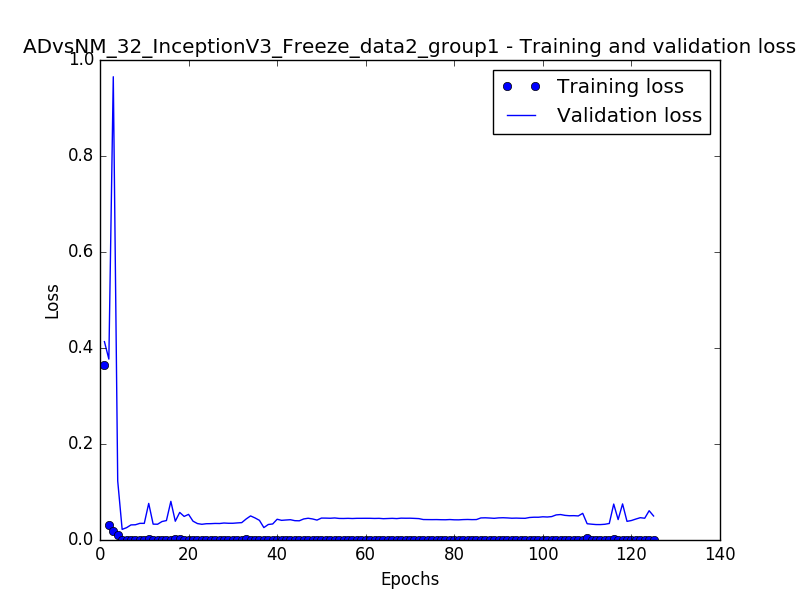 ADvsNM_32_InceptionV3_Freeze_data2_group1 - Training and validation loss
1.0
Training loss
Validation loss
0.8
0.6
Loss
0.4
0.2
0.0
0 20 40 60 80 100 120 140
Epochs